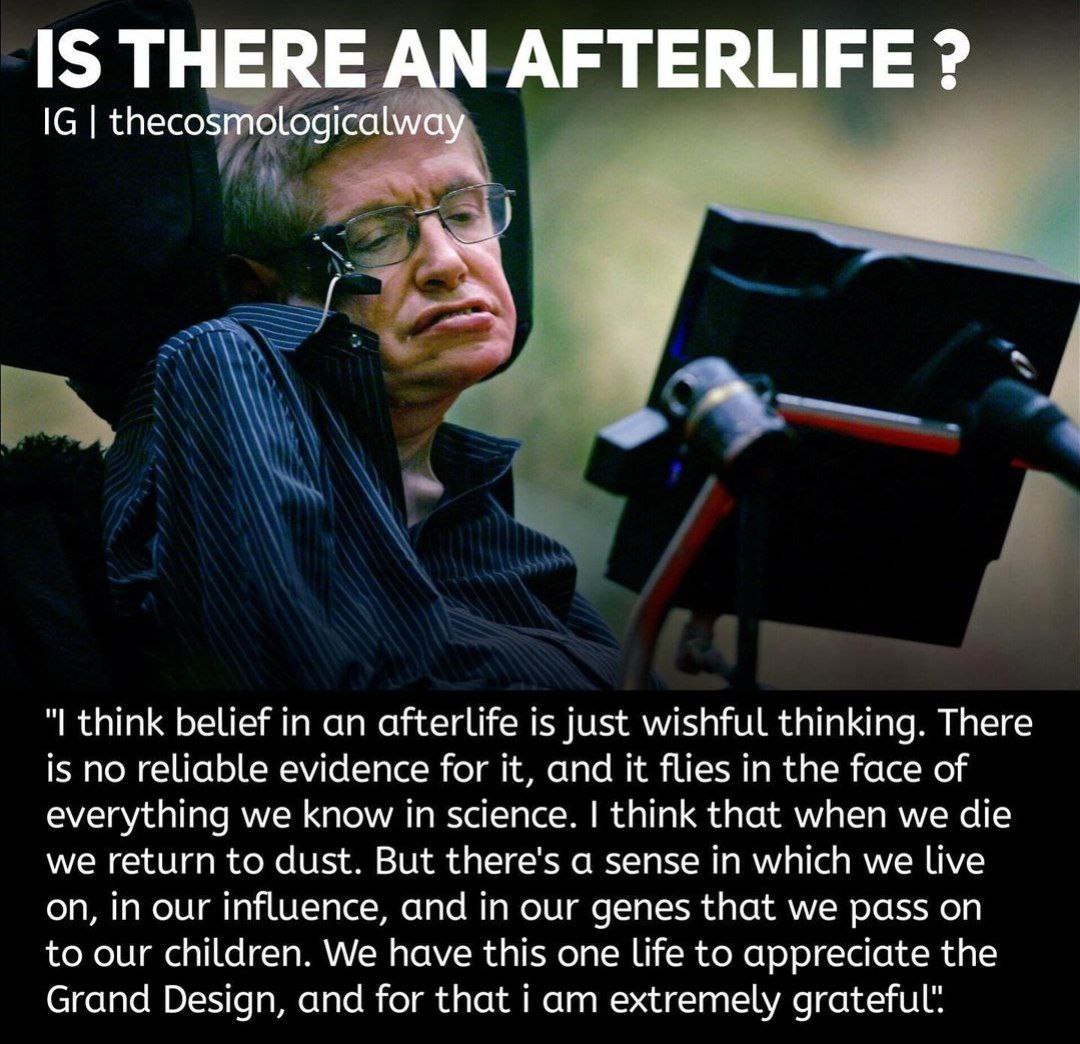 IS THERE AN AFTERLIFE ?
IG | thecosmologicalway
"I think belief in an afterlife is just wishful thinking. There
is no reliable evidence for it, and it flies in the face of
everything we know in science. I think that when we die
we return to dust. But there's a sense in which we live
on, in our influence, and in our genes that we pass on
to our children. We have this one life to appreciate the
Grand Design, and for that i am extremely grateful".